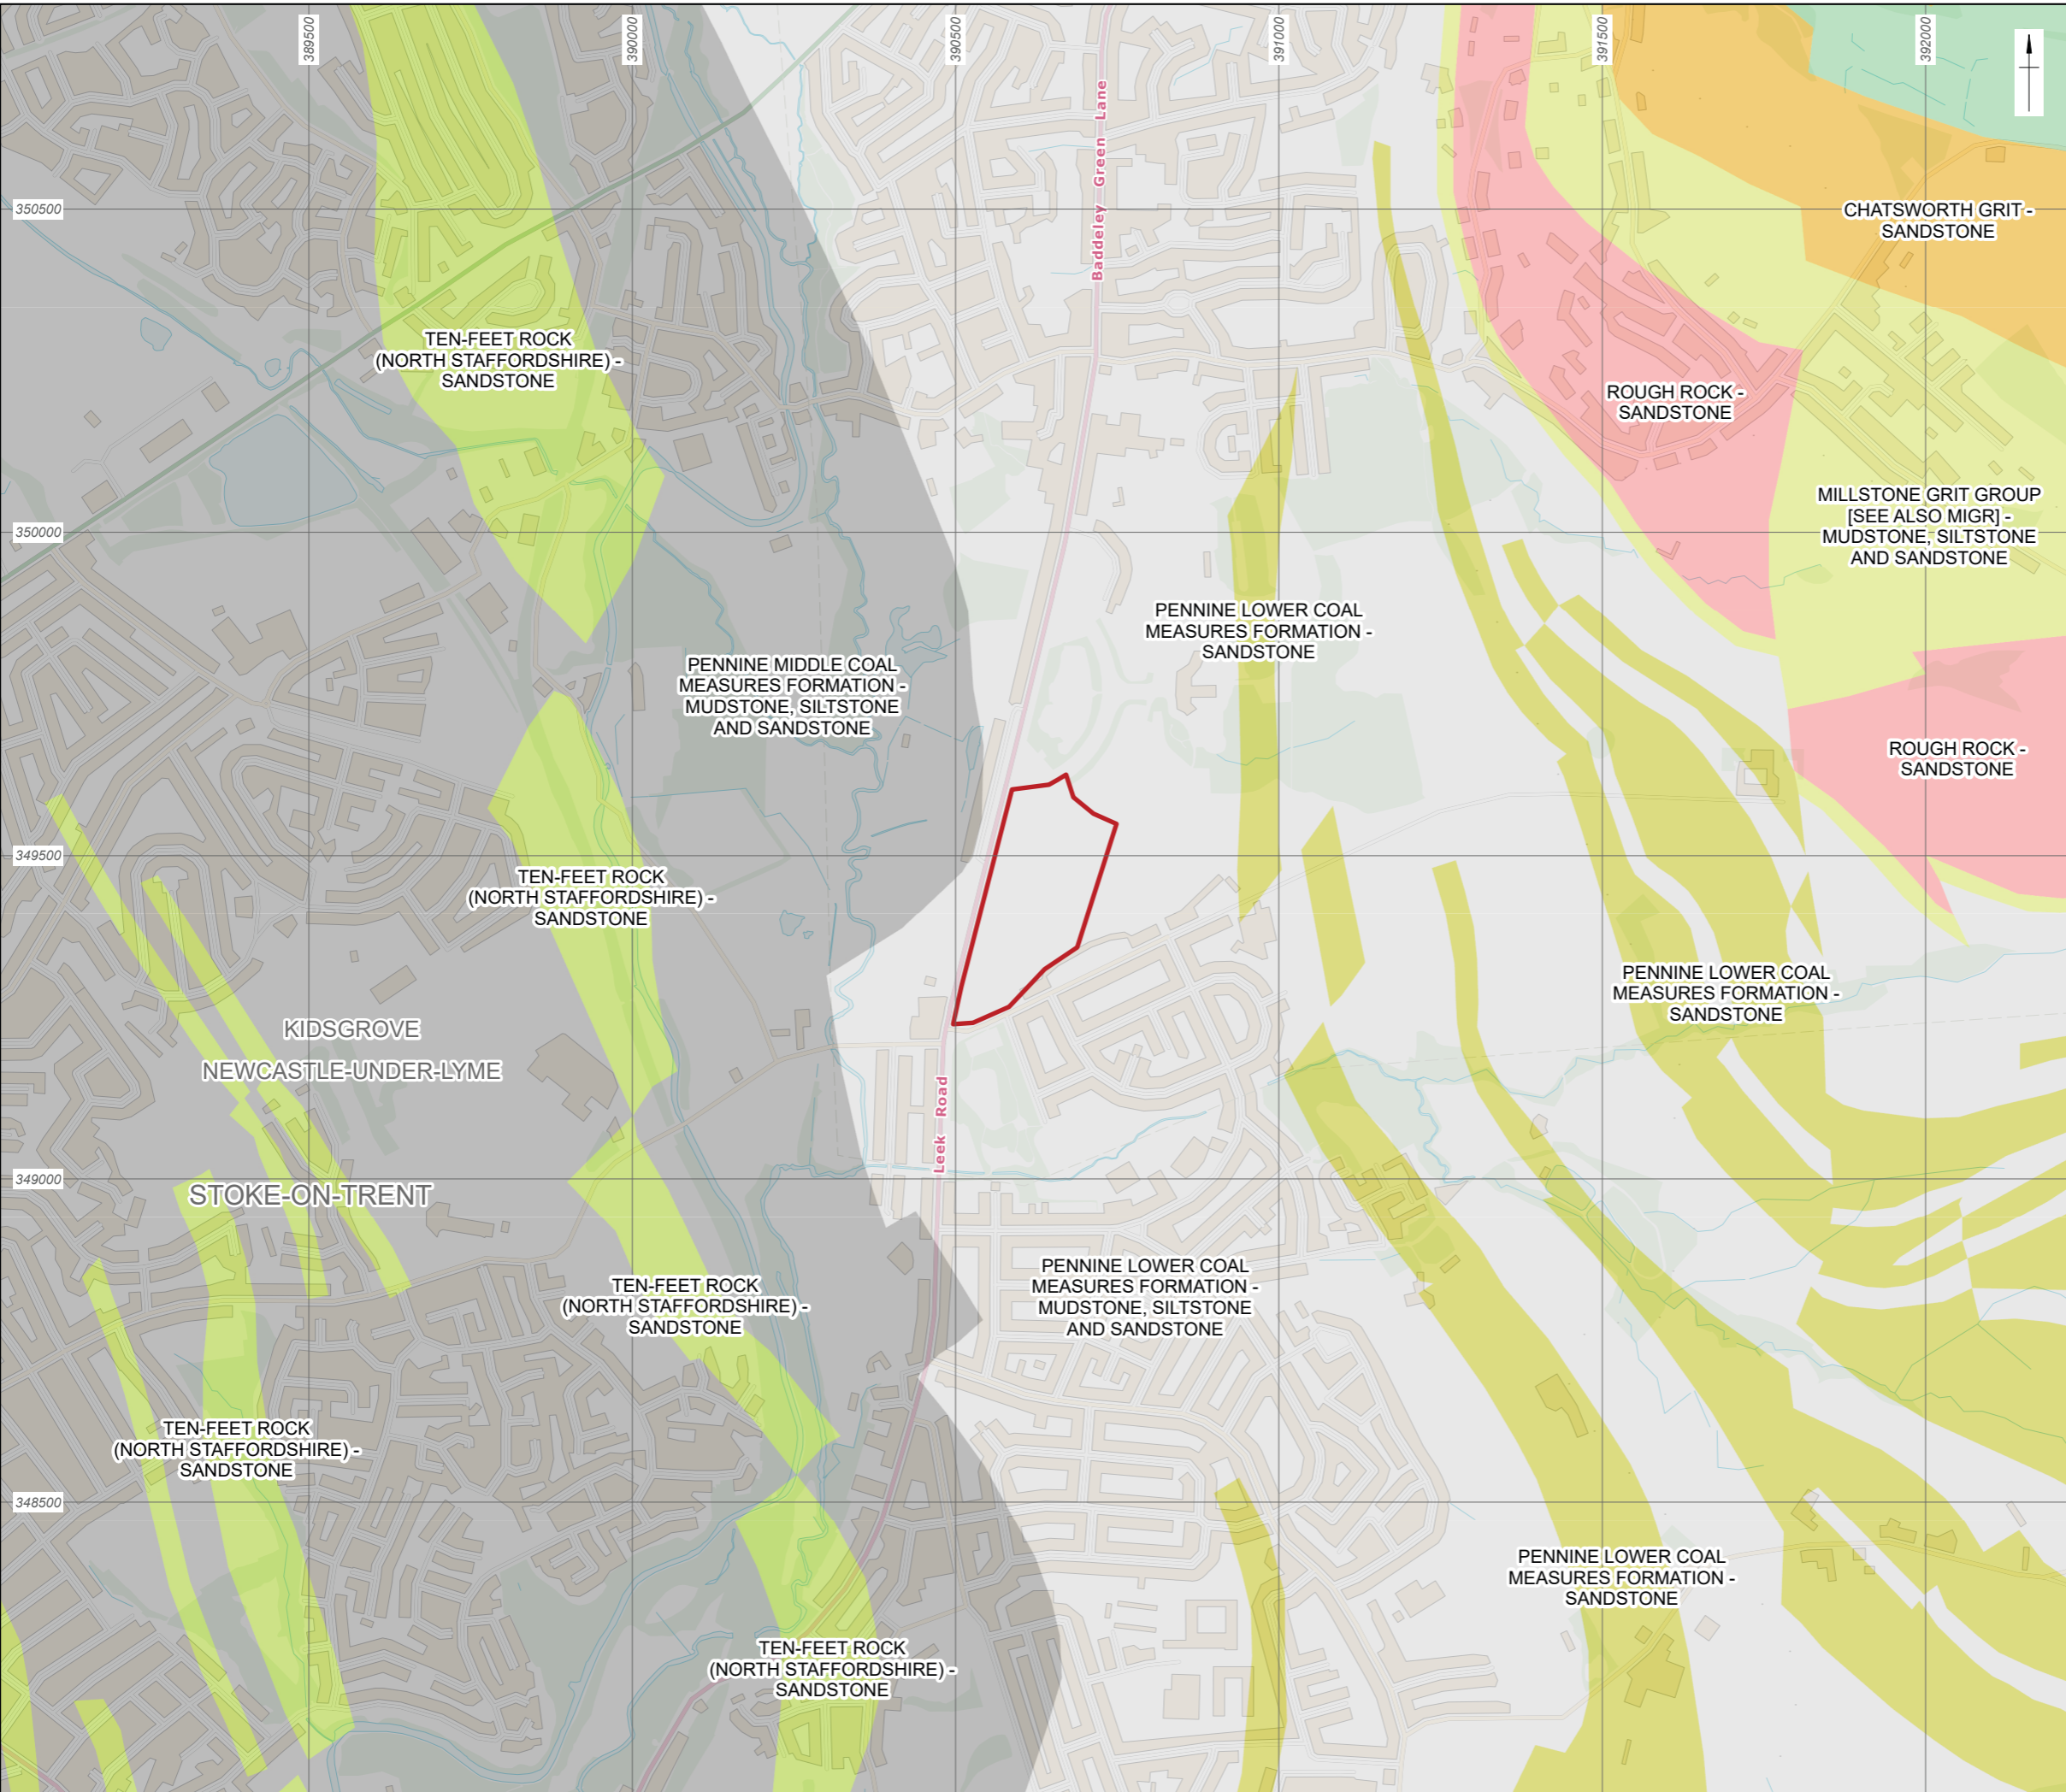 389500
390000
390500
391000
391500
392000
Baddeley Green Lane
350500
CHATSWORTH GRIT -
SANDSTONE
TEN-FEET ROCK
(NORTH STAFFORDSHIRE) -
SANDSTONE
ROUGH ROCK -
SANDSTONE
MILLSTONE GRIT GROUP
[SEE ALSO MIGR] -
MUDSTONE, SILTSTONE
AND SANDSTONE
350000
PENNINE LOWER COAL
MEASURES FORMATION -
SANDSTONE
PENNINE MIDDLE COAL
MEASURES FORMATION -
MUDSTONE, SILTSTONE
AND SANDSTONE
ROUGH ROCK -
SANDSTONE
349500
TEN-FEET ROCK
(NORTH STAFFORDSHIRE) -
SANDSTONE
PENNINE LOWER COAL
MEASURES FORMATION -
SANDSTONE
KIDSGROVE
NEWCASTLE-UNDER-LYME
Leek Road
349000
STOKE-ON-TRENT
PENNINE LOWER COAL
MEASURES FORMATION -
MUDSTONE, SILTSTONE
AND SANDSTONE
TEN-FEET ROCK
(NORTH STAFFORDSHIRE) -
SANDSTONE
TEN-FEET ROCK
(NORTH STAFFORDSHIRE) -
SANDSTONE
348500
PENNINE LOWER COAL
MEASURES FORMATION -
SANDSTONE
TEN-FEET ROCK
(NORTH STAFFORDSHIRE) -
SANDSTONE